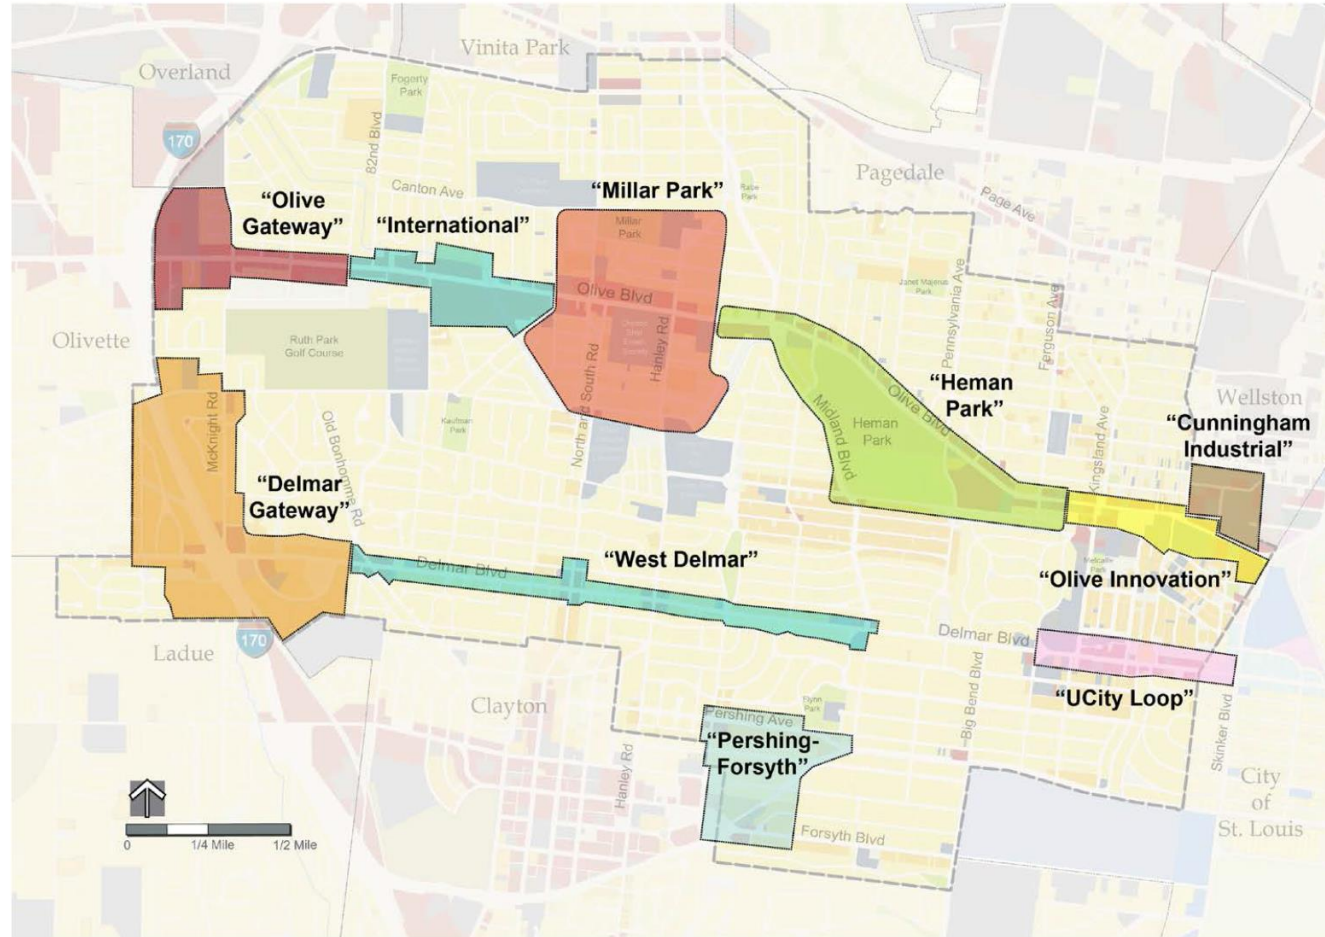 Vinita Park
Overland
Fogerty
Park
170
82nd Blvd
Canton Ave
Pagedale
Page Ave
“Olive
Gateway”
“International”
“Millar Park”
Millar
Park
Olive Blvd
Janet Majerus
Park
Pennsylvania Ave
Ferguson Ave
Olivette
Ruth Park
Golf Course
Hanley Rd
North and South Rd
McKnight Rd
Old Bonhomme Rd
Kaufman
Park
Midland Blvd
Olive Blvd
Heman
Park
“Heman
Park”
Kingsland Ave
Wellston
“Cunningham
Industrial”
“Delmar
Gateway”
Delmar Blvd
“West Delmar”
“Olive Innovation”
Metcalfe
Park
Delmar Blvd
170
Ladue
“UCity Loop”
Clayton
Flynn
Park
Pershing Ave
“Pershing-
Forsyth”
Big Bend Blvd
Skinker Blvd
Hanley Rd
Forsyth Blvd
City
of
St. Louis
0 1/4 Mile 1/2 Mile